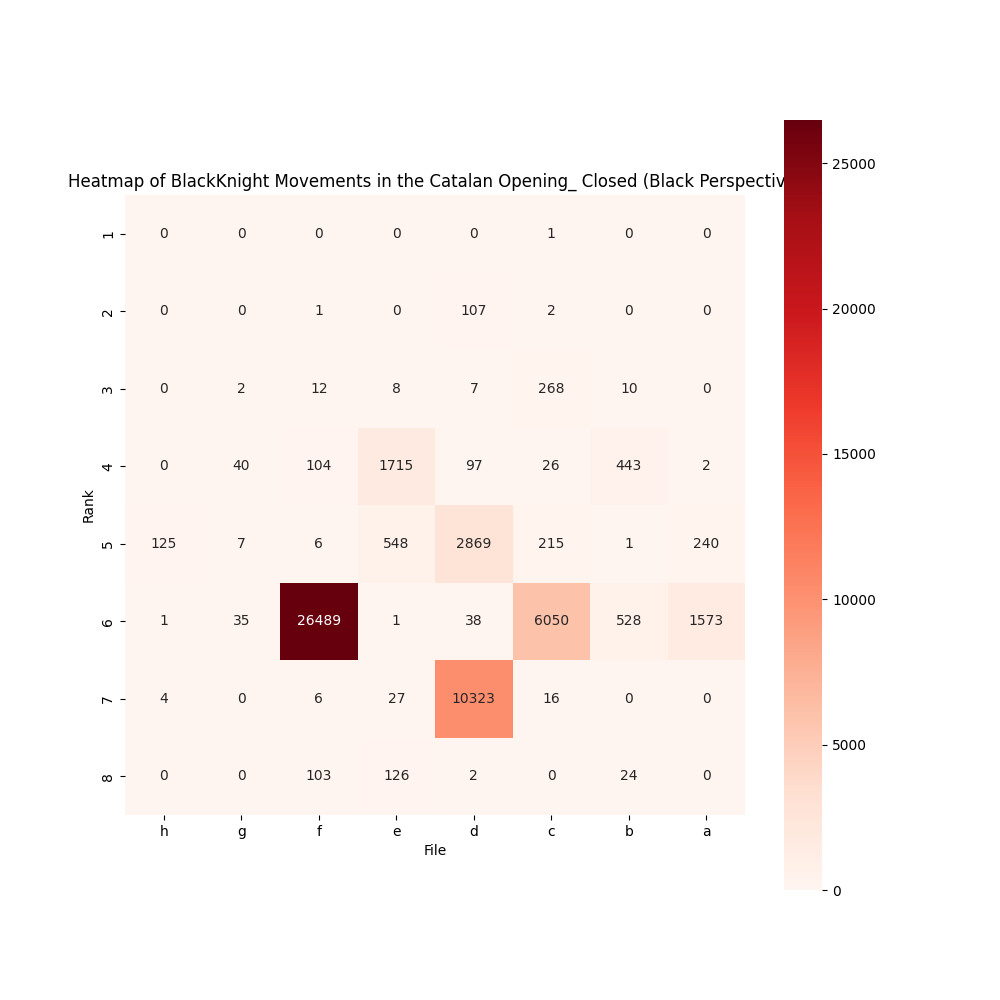 Heatmap of BlackKnight Movements in the Catalan Opening_ Closed (Black Perspectiv
1 0 0 0 0 0 1 0 0
2 0 0 1 0 107 2 0 0
3 0 2 12 8 7 268 10 0
4 0 40 104 1715 97 26 443 2
Rank
5 125 7 6 548 2869 215 1 240
6 1 35 26489 1 38 6050 528 1573
7 4 0 6 27 10323 16 0 0
8 0 0 103 126 2 0 24 0
h g f e d c b a
File
25000
20000
15000
10000
5000
0